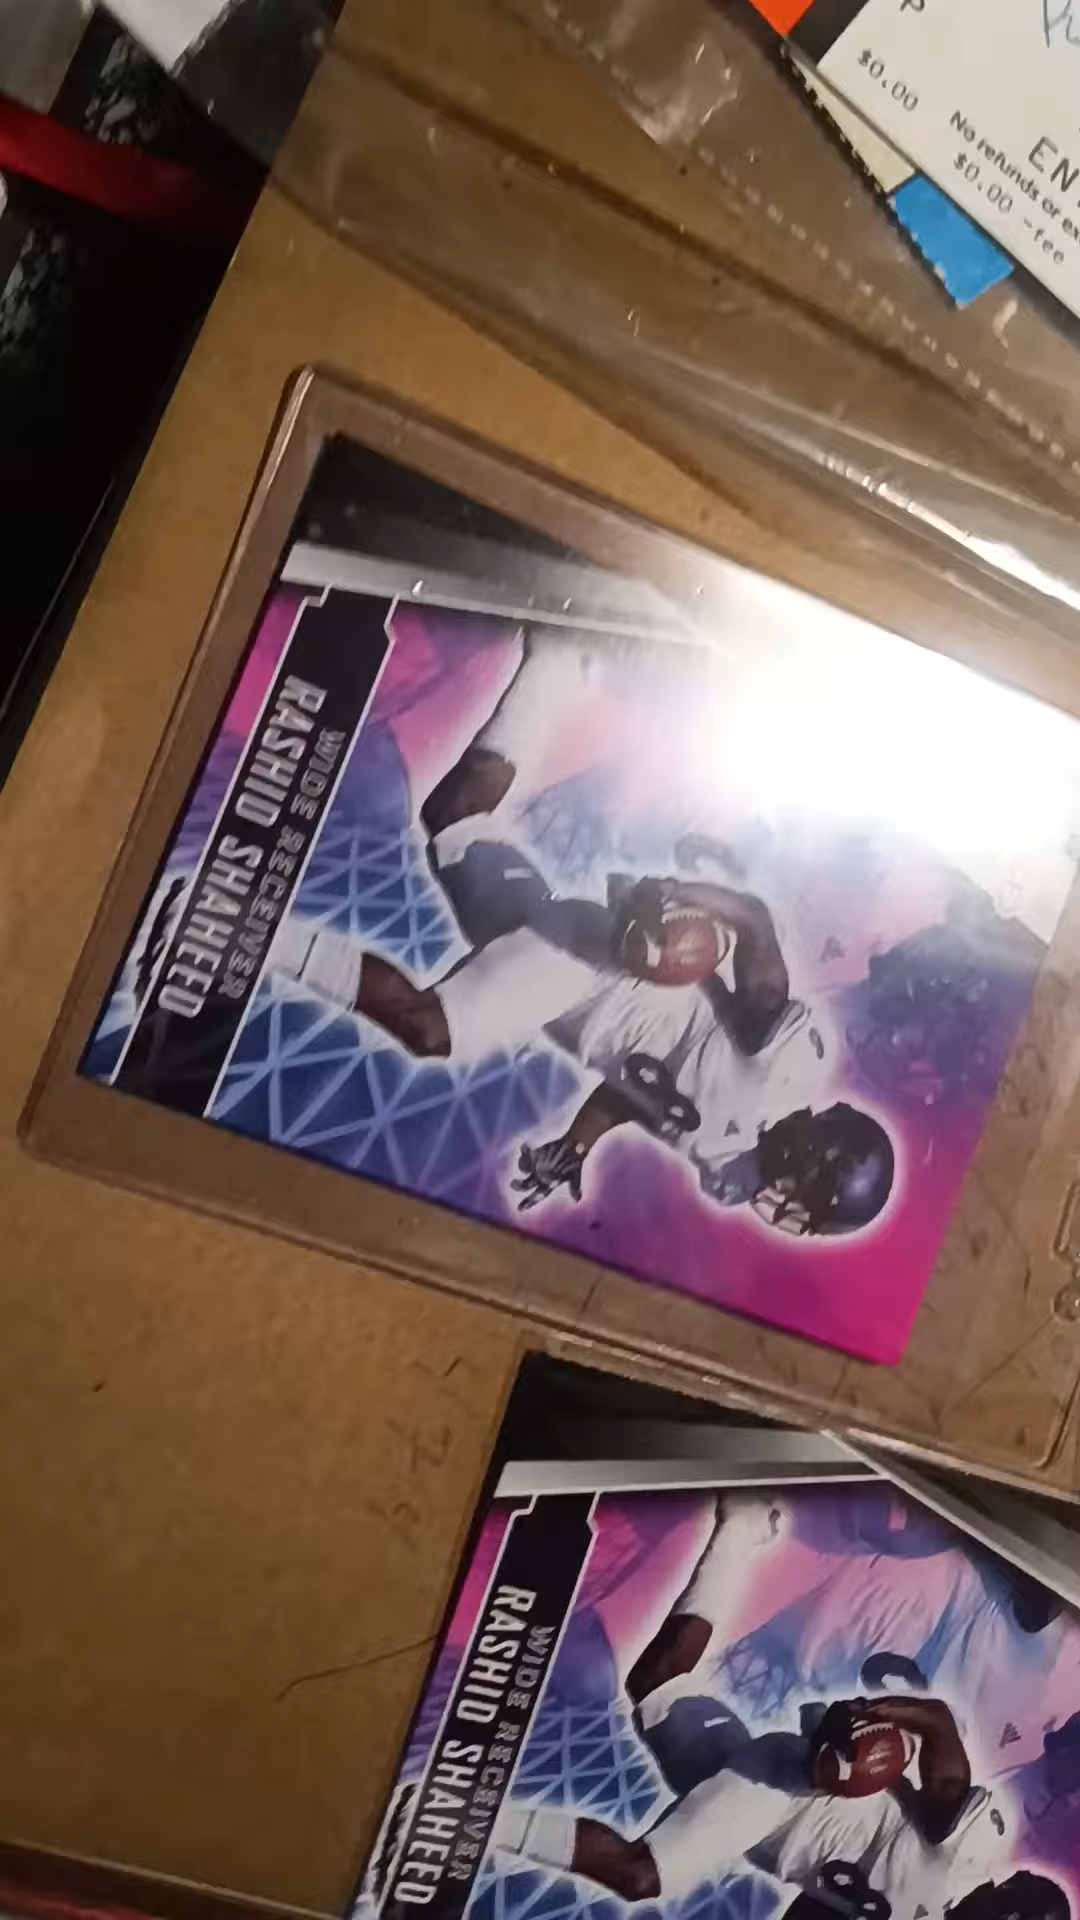 $0.00
No refunds or ex
$0.00 -fee
EN
WIDE RECEIVER
RASHID SHAHEED
WIDE RECEIVER
RASHID SHAHEED